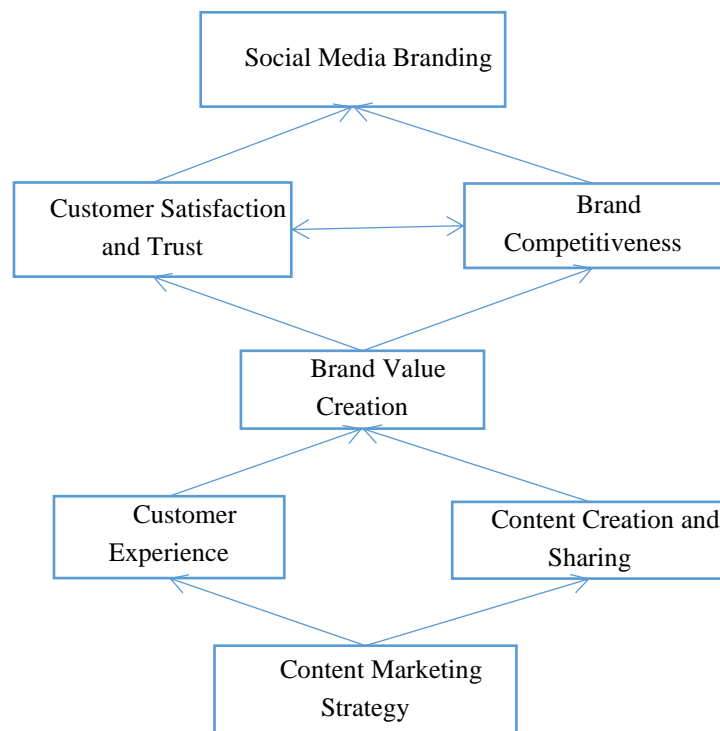 Social Media Branding
Customer Satisfaction
and Trust
Brand
Competitiveness
Brand Value
Creation
Customer
Experience
Content Creation and
Sharing
Content Marketing
Strategy